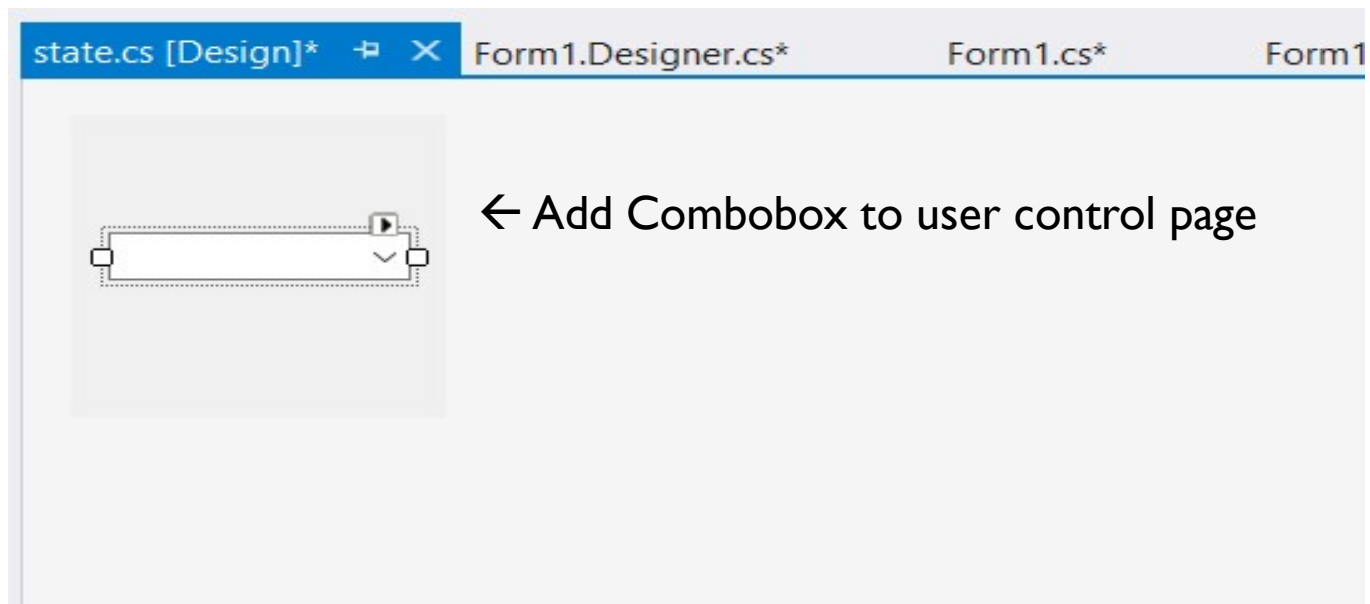 state.cs [Design]* Form1.Designer.cs* Form1.cs* Form1
← Add Combobox to user control page